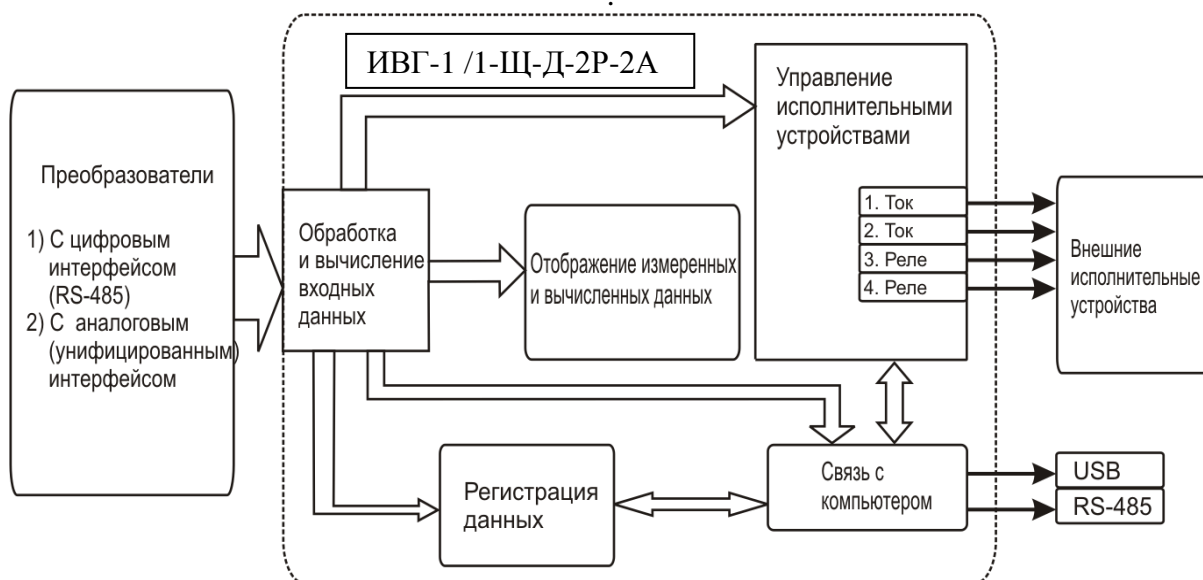 ИВГ-1 /1-Щ-Д-2Р-2А
Преобразователи
1) С цифровым
интерфейсом
(RS-485)
2) С аналоговым
(унифицированным)
интерфейсом
Обработка
и вычисление
входных
данных
Отображение измеренных
и вычисленных данных
Управление
исполнительными
устройствами
1. Ток
2. Ток
3. Реле
4. Реле
Внешние
исполнительные
устройства
Регистрация
данных
Связь с
компьютером
USB
RS-485